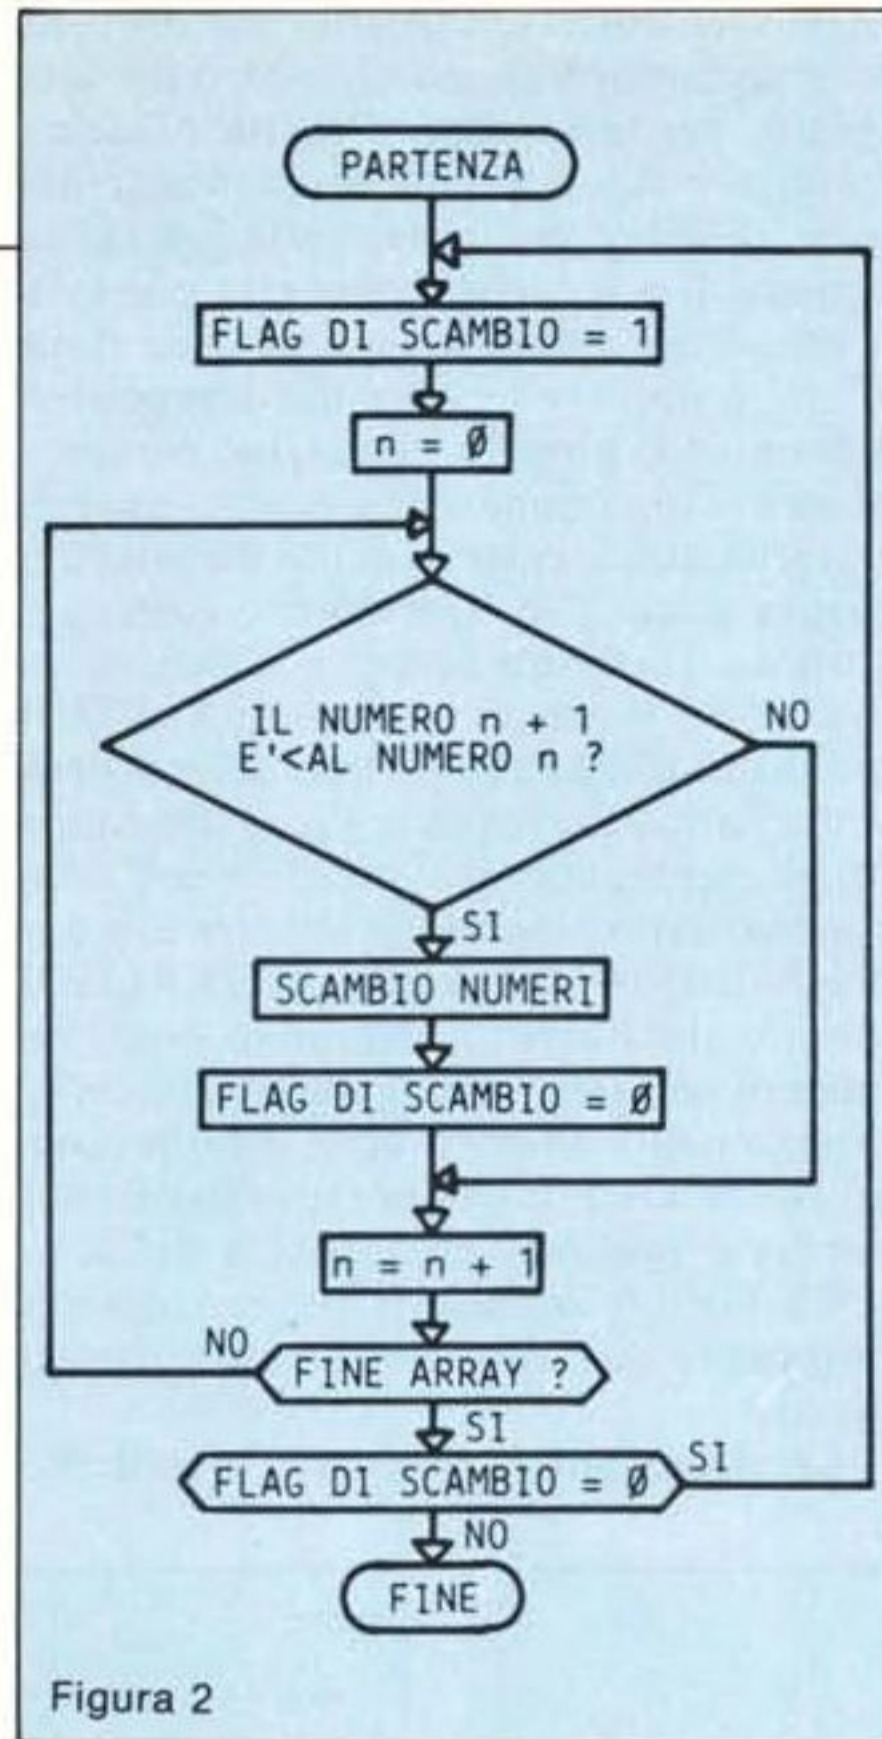 PARTENZA
FLAG DI SCAMBIO = 1
n = Ø
IL NUMERO n + 1
E'<AL NUMERO n ?
NO
SI
SCAMBIO NUMERI
FLAG DI SCAMBIO = Ø
n = n + 1
NO
FINE ARRAY ?
SI
FLAG DI SCAMBIO = Ø
SI
NO
FINE
Figura 2